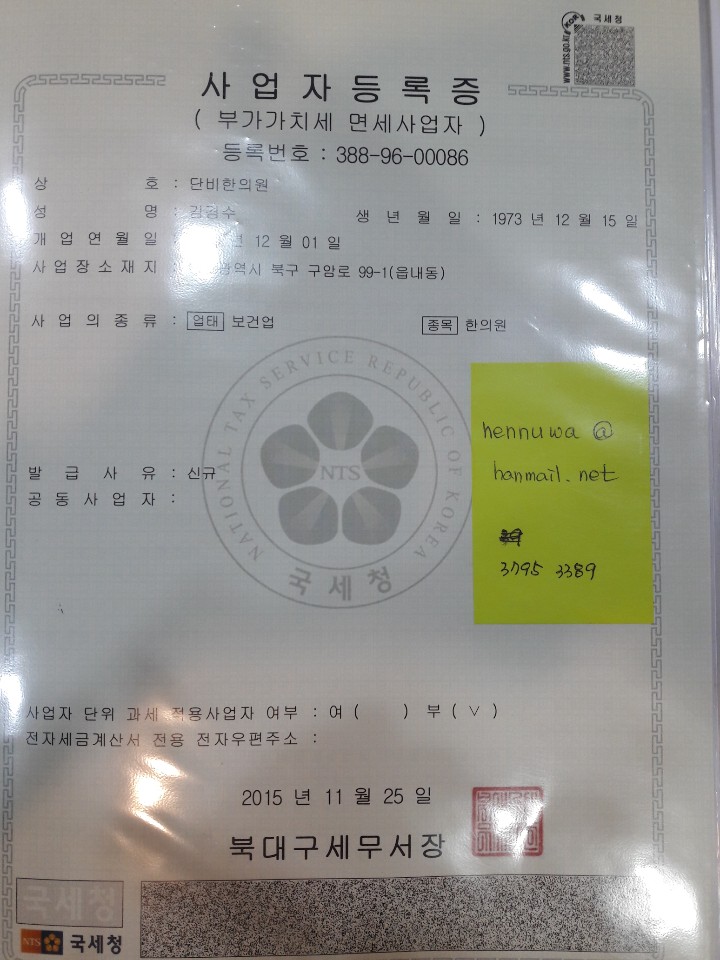 국세청
www.nts.go.kr
사업자등록증
( 부가가치세 면세사업자 )
등록번호 : 388-96-00086
상 호 : 단비한의원
성 명 : 김경수 생 년 월 일 : 1973 년 12 월 15 일
개 업 연 월 일 : 년 12 월 01 일
사 업 장 소 재 지 : 광역시 북구 구암로 99-1(읍내동)
사 업 의 종 류 : 업태 보건업 종목 한의원
NATIONAL TAX SERVICE REPUBLIC OF KOREA
NTS
국세청
hennuwa @
hanmail.net
3795 3389
발 급 사 유 : 신규
공 동 사 업 자 :
사업자 단위 과세 적용사업자 여부 : 여 ( ) 부 ( ∨ )
전자세금계산서 전용 전자우편주소 :
2015 년 11 월 25 일
북대구세무서장
국세청
NTS 국세청